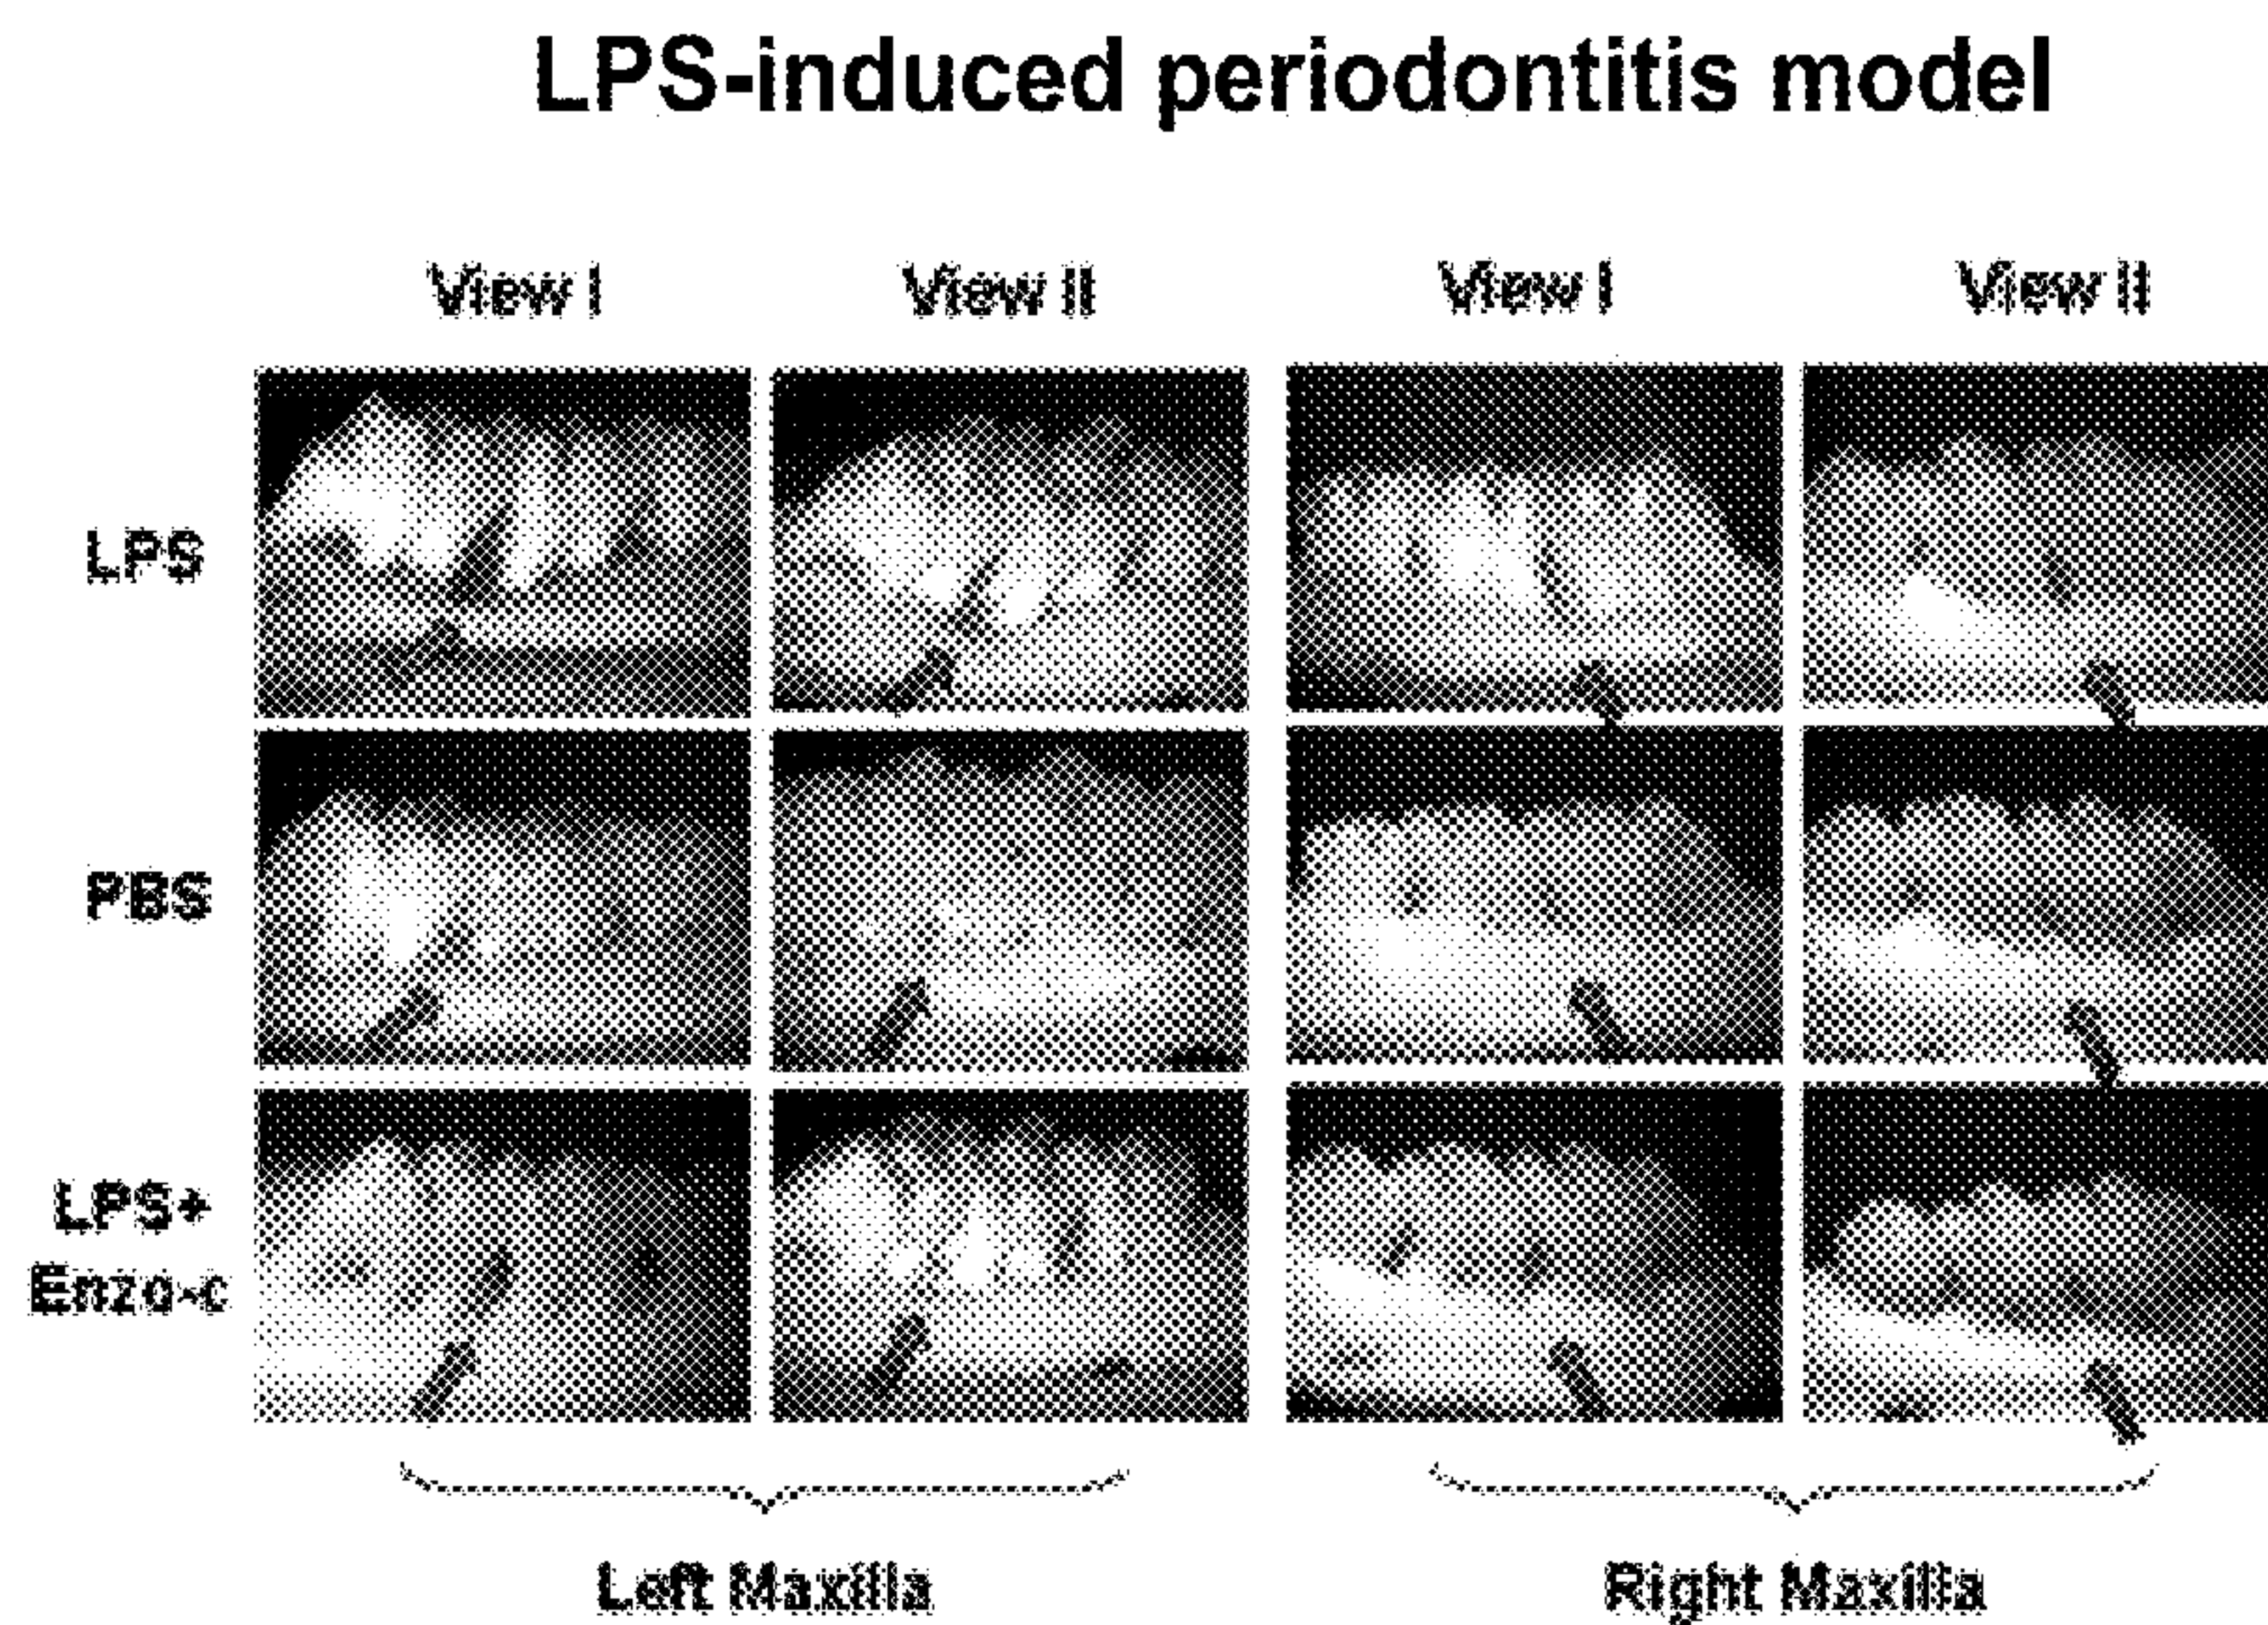 LPS-induced periodontitis model
View I View II View I View II
LPS
PBS
LPS+
Enzo-c
Left Maxilla Right Maxilla